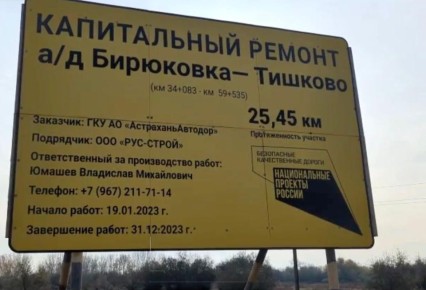 КАПИТАЛЬНЫЙ РЕМОНТ
а/д Бирюковка— Тишково
(км 34+083 - км 59+535)
25,45 км
Протяженность участка
Заказчик: ГКУ АО «АстраханьАвтодор»
Подрядчик: ООО «РУС-СТРОЙ»
Ответственный за производство работ:
Юмашев Владислав Михайлович
Телефон: +7 (967) 211-71-14
Начало работ: 19.01.2023 г.
Завершение работ: 31.12.2023 г.
БЕЗОПАСНЫЕ
КАЧЕСТВЕННЫЕ ДОРОГИ
НАЦИОНАЛЬНЫЕ
ПРОЕКТЫ
РОССИИ